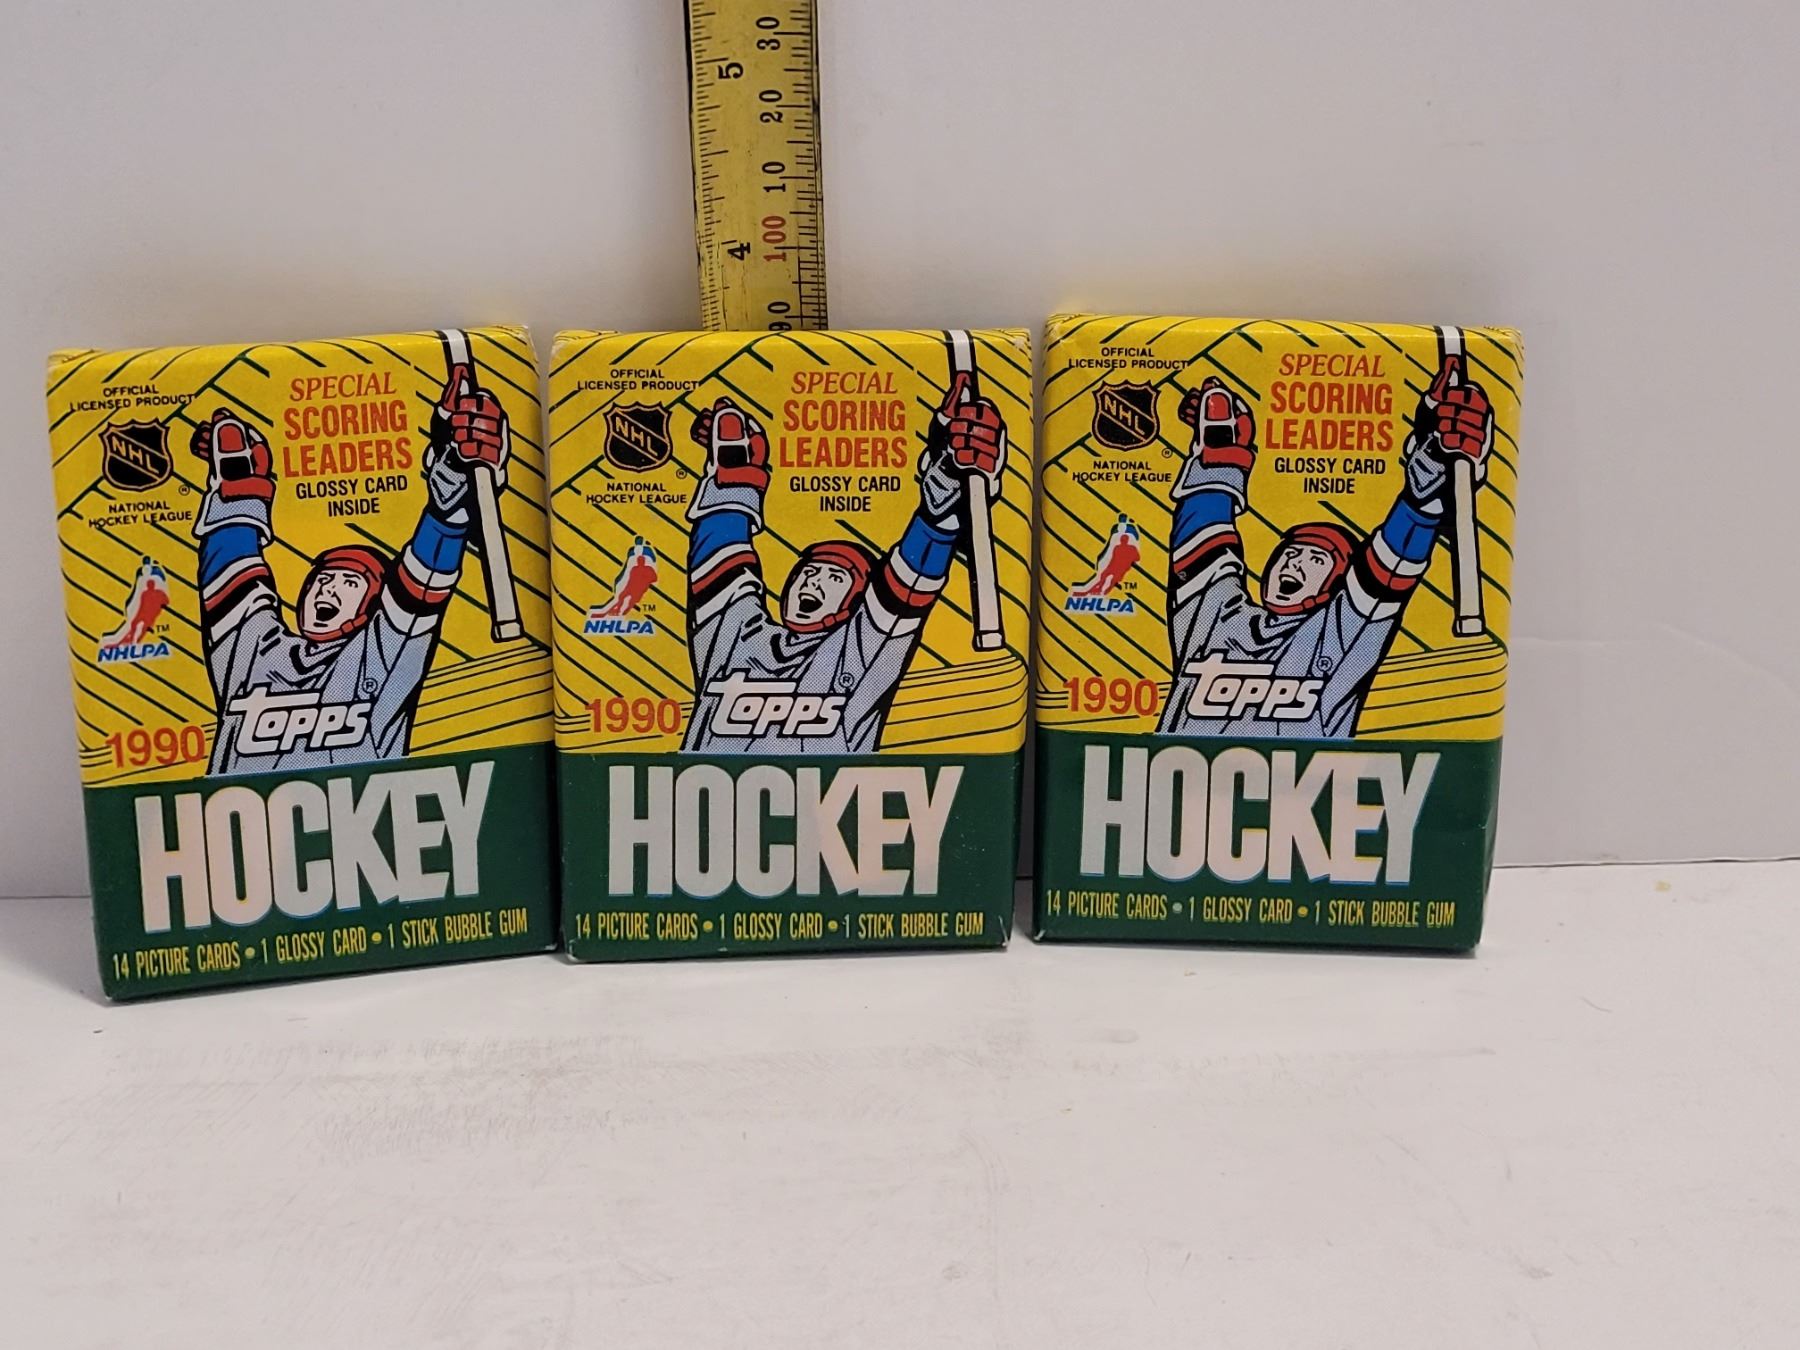 5
30
20
10
4
100
90
OFFICIAL
LICENSED PRODUCT
NHL
®
NATIONAL
HOCKEY LEAGUE
SPECIAL
SCORING
LEADERS
GLOSSY CARD
INSIDE
TM
NHLPA
1990
TOPPS®
HOCKEY
14 PICTURE CARDS • 1 GLOSSY CARD • 1 STICK BUBBLE GUM
OFFICIAL
LICENSED PRODUCT
NHL
®
NATIONAL
HOCKEY LEAGUE
SPECIAL
SCORING
LEADERS
GLOSSY CARD
INSIDE
TM
NHLPA
1990
TOPPS®
HOCKEY
14 PICTURE CARDS • 1 GLOSSY CARD • 1 STICK BUBBLE GUM
OFFICIAL
LICENSED PRODUCT
NHL
®
NATIONAL
HOCKEY LEAGUE
SPECIAL
SCORING
LEADERS
GLOSSY CARD
INSIDE
TM
NHLPA
1990
TOPPS®
HOCKEY
14 PICTURE CARDS • 1 GLOSSY CARD • 1 STICK BUBBLE GUM